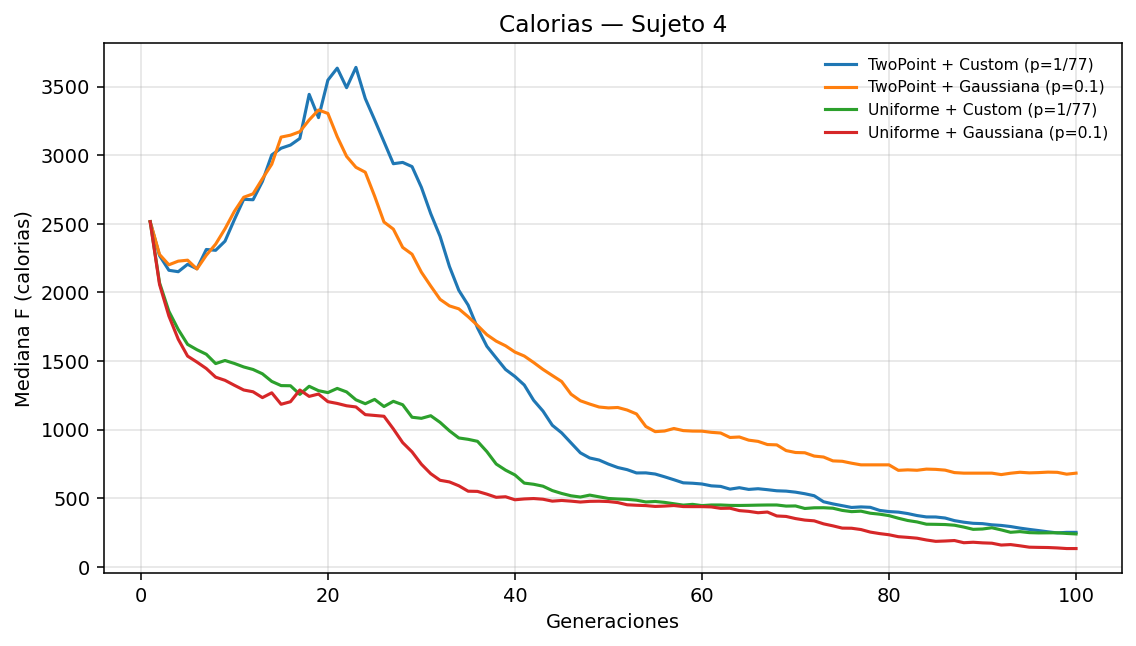 Calorias — Sujeto 4
TwoPoint + Custom (p=1/77)
TwoPoint + Gaussiana (p=0.1)
Uniforme + Custom (p=1/77)
Uniforme + Gaussiana (p=0.1)
Mediana F (calorias)
3500
3000
2500
2000
1500
1000
500
0
0 20 40 60 80 100
Generaciones